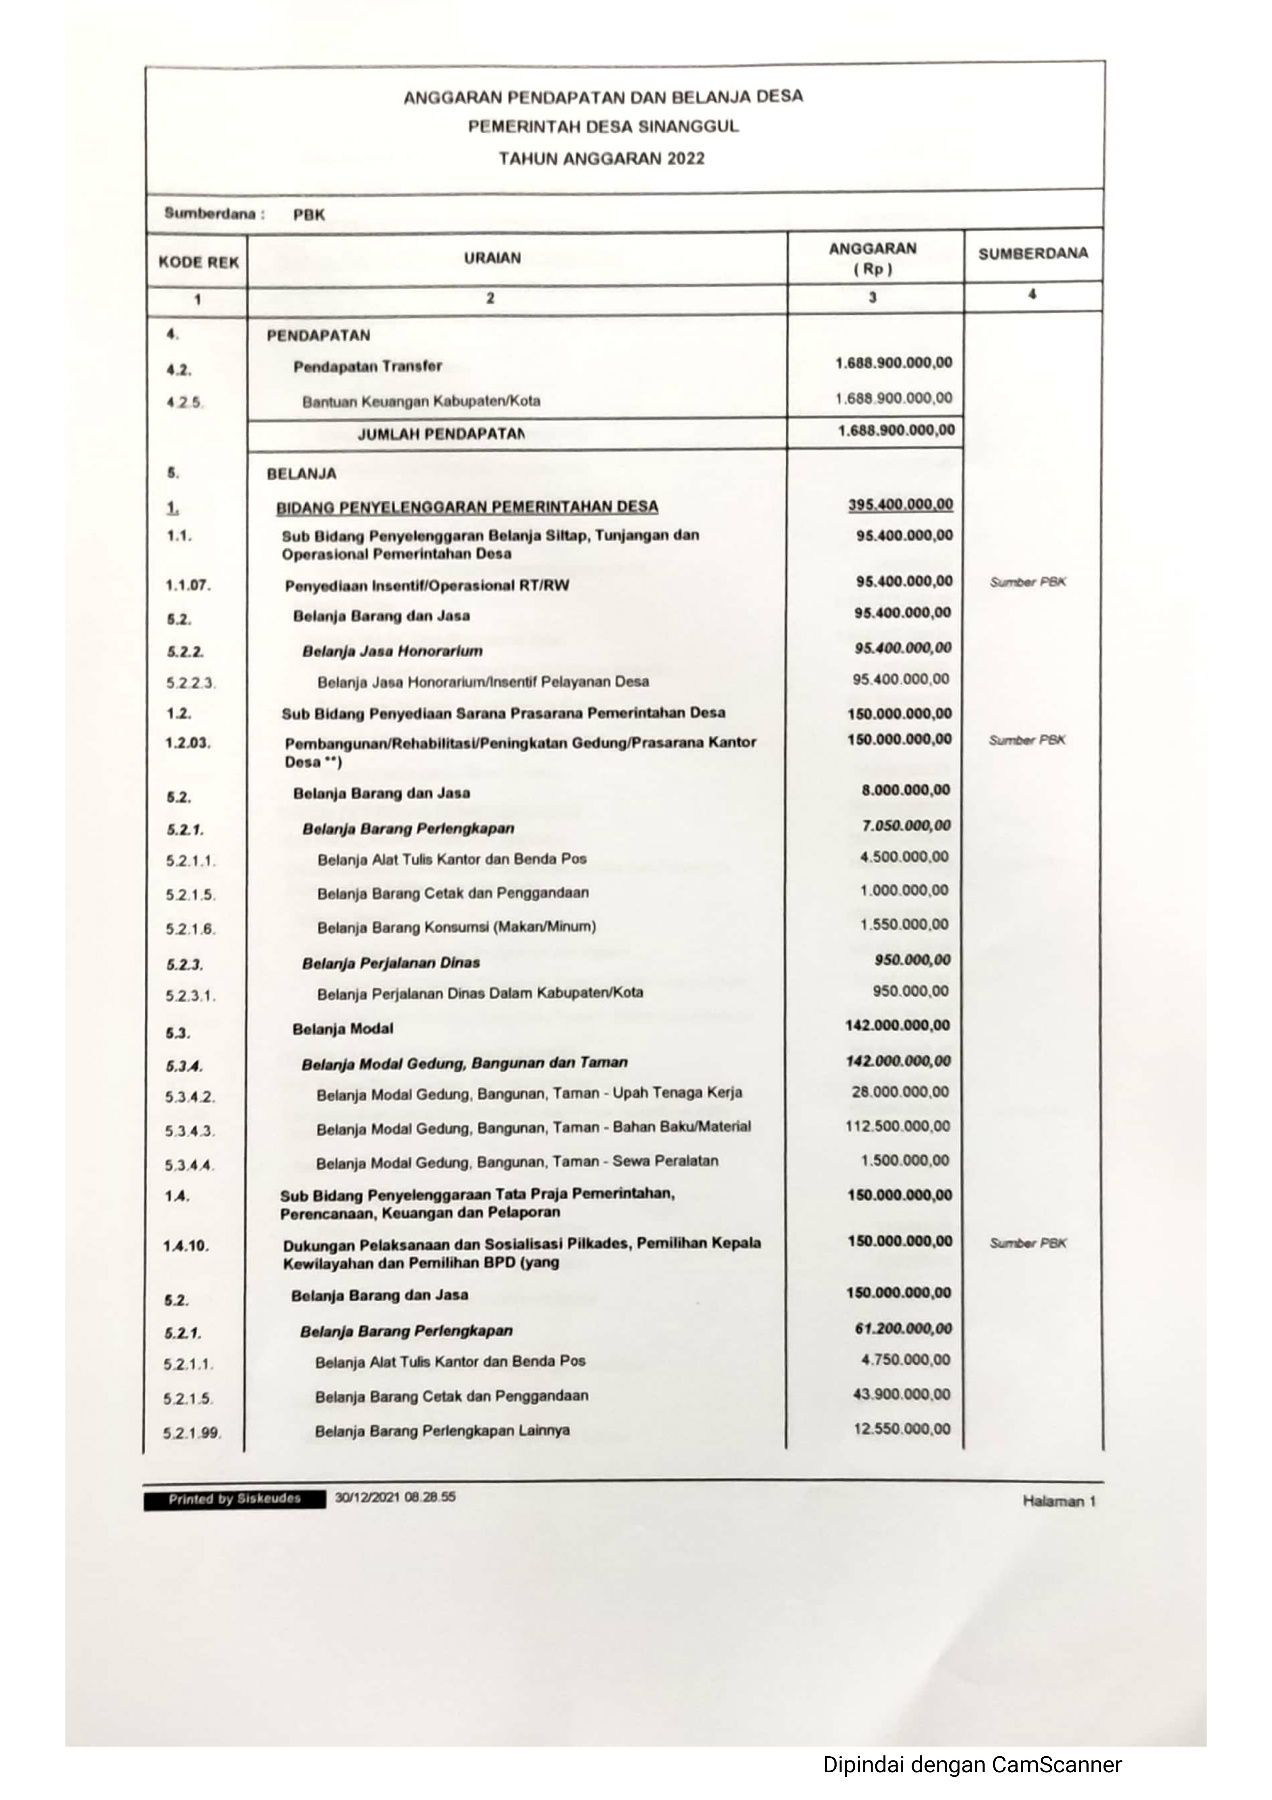 ANGGARAN PENDAPATAN DAN BELANJA DESA
PEMERINTAH DESA SINANGGUL
TAHUN ANGGARAN 2022
Sumberdana : PBK
KODE REK URAIAN ANGGARAN ( Rp ) SUMBERDANA
1 2 3 4
4. PENDAPATAN
4.2. Pendapatan Transfer 1.688.900.000,00
4.2.5. Bantuan Keuangan Kabupaten/Kota 1.688.900.000,00
JUMLAH PENDAPATAN 1.688.900.000,00
5. BELANJA
1. BIDANG PENYELENGGARAN PEMERINTAHAN DESA 395.400.000,00
1.1. Sub Bidang Penyelenggaran Belanja Siltap, Tunjangan dan 95.400.000,00
Operasional Pemerintahan Desa
1.1.07. Penyediaan Insentif/Operasional RT/RW 95.400.000,00 Sumber PBK
5.2. Belanja Barang dan Jasa 95.400.000,00
5.2.2. Belanja Jasa Honorarium 95.400.000,00
5.2.2.3. Belanja Jasa Honorarium/Insentif Pelayanan Desa 95.400.000,00
1.2. Sub Bidang Penyediaan Sarana Prasarana Pemerintahan Desa 150.000.000,00
1.2.03. Pembangunan/Rehabilitasi/Peningkatan Gedung/Prasarana Kantor 150.000.000,00 Sumber PBK
Desa **)
5.2. Belanja Barang dan Jasa 8.000.000,00
5.2.1. Belanja Barang Perlengkapan 7.050.000,00
5.2.1.1. Belanja Alat Tulis Kantor dan Benda Pos 4.500.000,00
5.2.1.5. Belanja Barang Cetak dan Penggandaan 1.000.000,00
5.2.1.6. Belanja Barang Konsumsi (Makan/Minum) 1.550.000,00
5.2.3. Belanja Perjalanan Dinas 950.000,00
5.2.3.1. Belanja Perjalanan Dinas Dalam Kabupaten/Kota 950.000,00
5.3. Belanja Modal 142.000.000,00
5.3.4. Belanja Modal Gedung, Bangunan dan Taman 142.000.000,00
5.3.4.2. Belanja Modal Gedung, Bangunan, Taman - Upah Tenaga Kerja 28.000.000,00
5.3.4.3. Belanja Modal Gedung, Bangunan, Taman - Bahan Baku/Material 112.500.000,00
5.3.4.4. Belanja Modal Gedung, Bangunan, Taman - Sewa Peralatan 1.500.000,00
1.4. Sub Bidang Penyelenggaraan Tata Praja Pemerintahan, 150.000.000,00
Perencanaan, Keuangan dan Pelaporan
1.4.10. Dukungan Pelaksanaan dan Sosialisasi Pilkades, Pemilihan Kepala 150.000.000,00 Sumber PBK
Kewilayahan dan Pemilihan BPD (yang
5.2. Belanja Barang dan Jasa 150.000.000,00
5.2.1. Belanja Barang Perlengkapan 61.200.000,00
5.2.1.1. Belanja Alat Tulis Kantor dan Benda Pos 4.750.000,00
5.2.1.5. Belanja Barang Cetak dan Penggandaan 43.900.000,00
5.2.1.99. Belanja Barang Perlengkapan Lainnya 12.550.000,00
Printed by Siskeudes 30/12/2021 08.28.55 Halaman 1
Dipindai dengan CamScanner